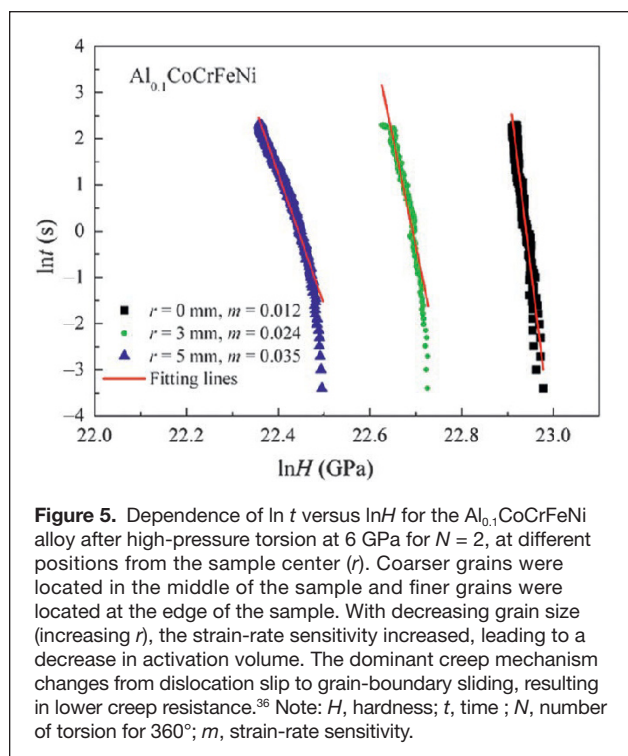 4
3
2
1
0
−1
−2
−3
−4
lnt (s)
Al0.1CoCrFeNi
r = 0 mm, m = 0.012
r = 3 mm, m = 0.024
r = 5 mm, m = 0.035
Fitting lines
22.0 22.2 22.4 22.6 22.8 23.0
lnH (GPa)
Figure 5. Dependence of ln t versus lnH for the Al0.1CoCrFeNi
alloy after high-pressure torsion at 6 GPa for N = 2, at different
positions from the sample center (r). Coarser grains were
located in the middle of the sample and finer grains were
located at the edge of the sample. With decreasing grain size
(increasing r), the strain-rate sensitivity increased, leading to a
decrease in activation volume. The dominant creep mechanism
changes from dislocation slip to grain-boundary sliding, resulting
in lower creep resistance.36 Note: H, hardness; t, time ; N, number
of torsion for 360°; m, strain-rate sensitivity.